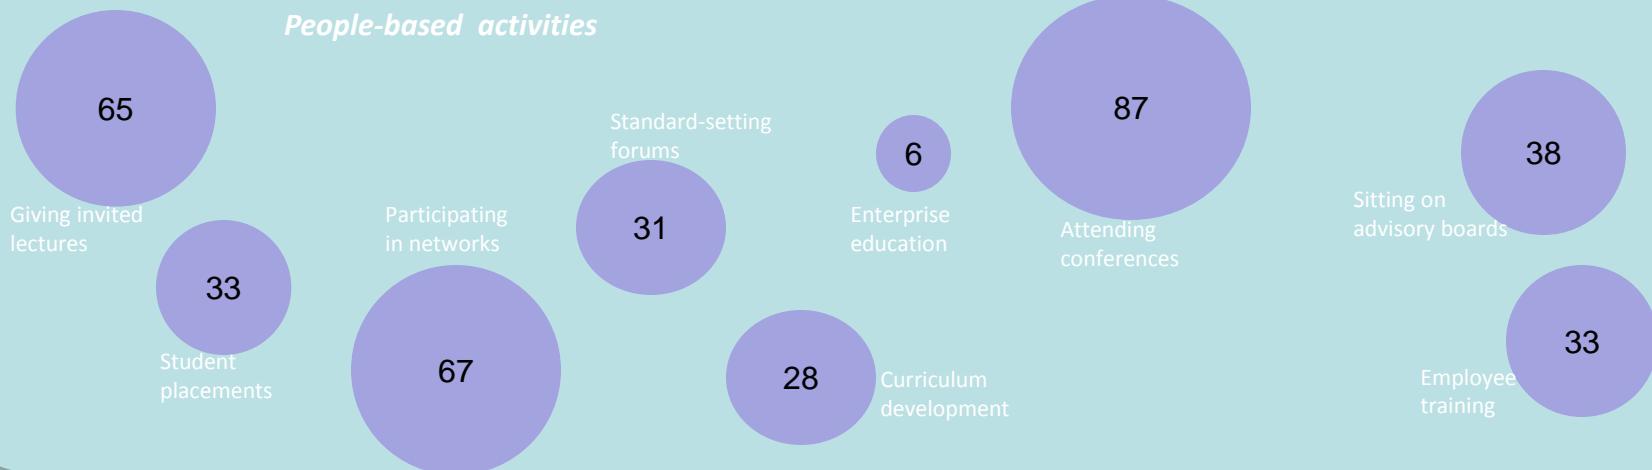 People-based activities
65
Giving invited
lectures
33
Student
placements
Participating
in networks
67
Standard-setting
forums
31
28
Curriculum
development
6
Enterprise
education
87
Attending
conferences
38
Sitting on
advisory boards
33
Employee
training